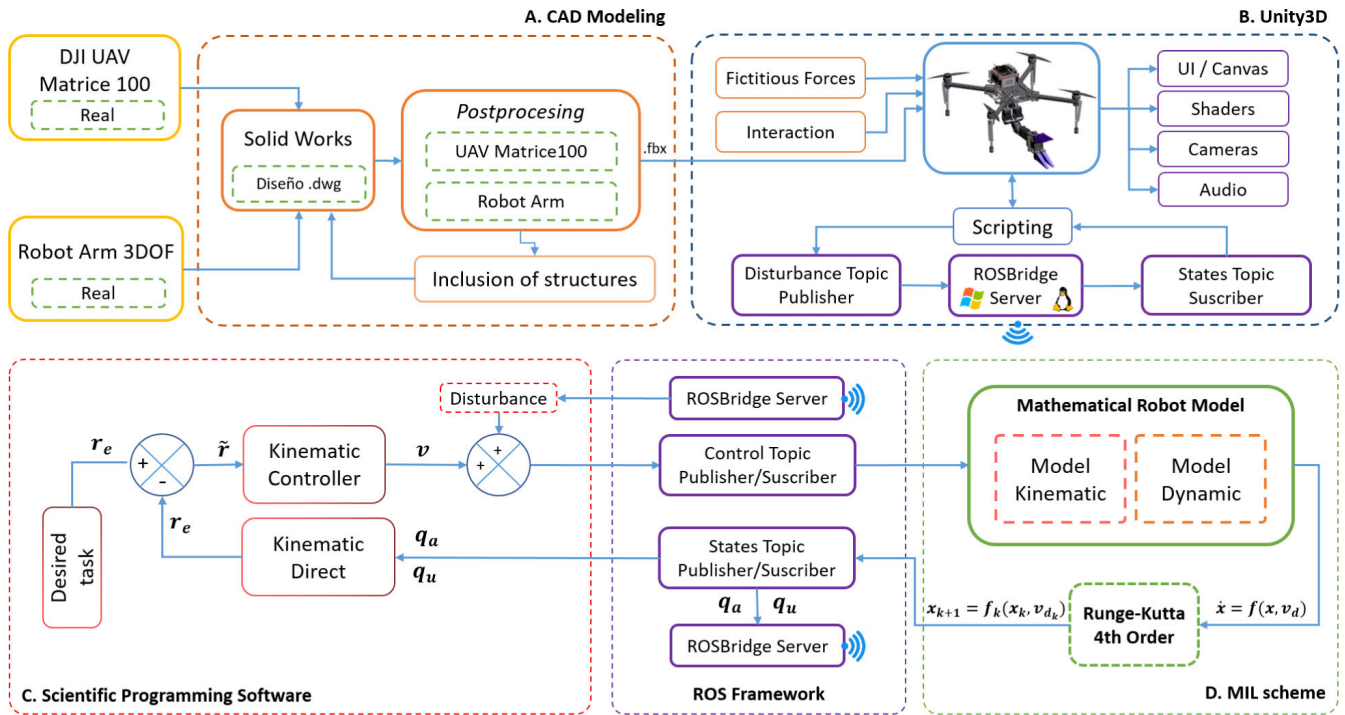 A. CAD Modeling
DJI UAV
Matrice 100
Real
Robot Arm 3DOF
Real
Solid Works
Diseño .dwg
Postprocesing
UAV Matrice100
Robot Arm
Inclusion of structures
.fbx
B. Unity3D
Fictitious Forces
Interaction
UI / Canvas
Shaders
Cameras
Audio
Scripting
Disturbance Topic
Publisher
ROSBridge
Server
States Topic
Suscriber
Desired
task
r_e
+
-
r̃
Kinematic
Controller
v
Disturbance
+
+
r_e
Kinematic
Direct
q_a
q_u
C. Scientific Programming Software
ROSBridge Server
Control Topic
Publisher/Suscriber
States Topic
Publisher/Suscriber
q_a q_u
ROSBridge Server
ROS Framework
Mathematical Robot Model
Model
Kinematic
Model
Dynamic
ẋ = f(x, v_d)
Runge-Kutta
4th Order
x_{k+1} = f_k(x_k, v_{d_k})
D. MIL scheme